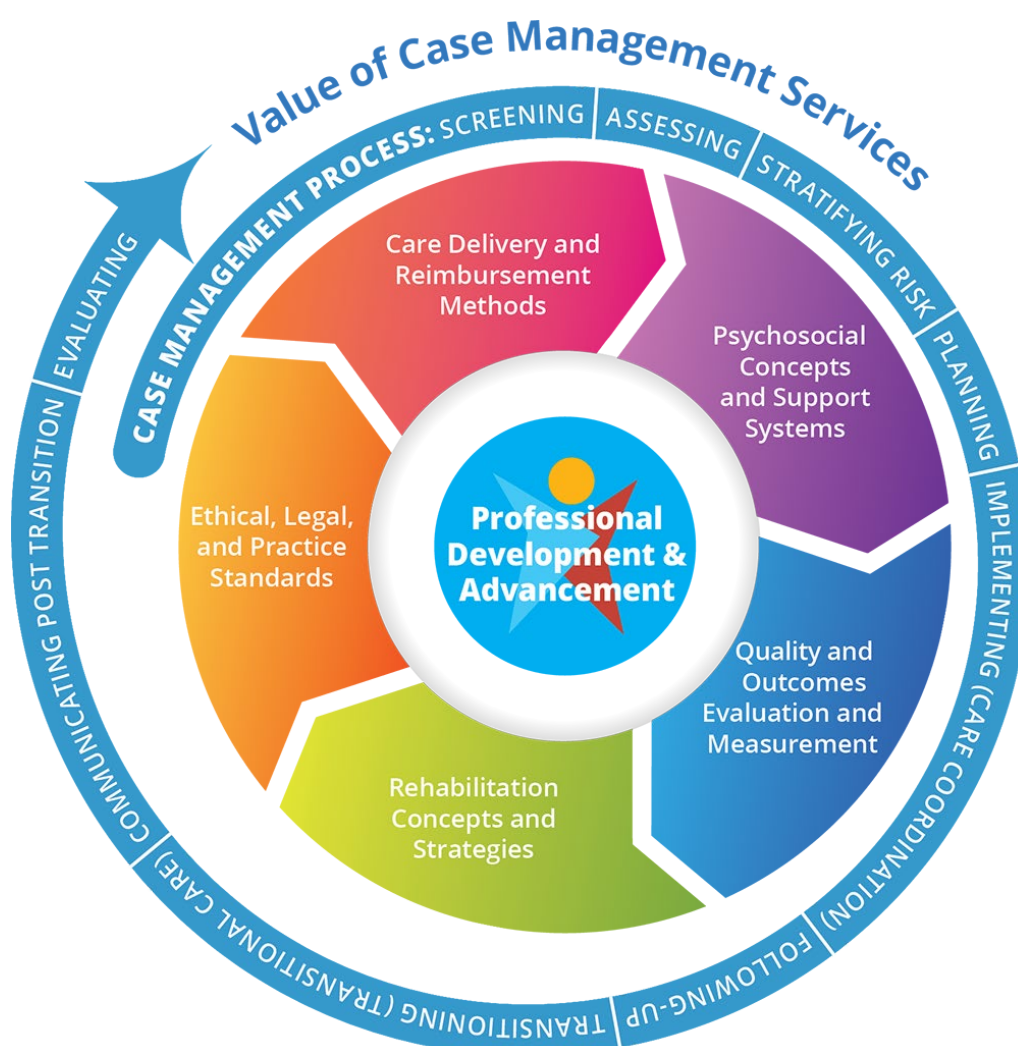 Value of Case Management Services
CASE MANAGEMENT PROCESS: SCREENING
ASSESSING
STRATIFYING RISK
PLANNING
IMPLEMENTING (CARE COORDINATION)
FOLLOWING-UP
TRANSITIONING (TRANSITIONAL CARE)
COMMUNICATING POST TRANSITION
EVALUATING
Care Delivery and
Reimbursement
Methods
Psychosocial
Concepts
and Support
Systems
Quality and
Outcomes
Evaluation and
Measurement
Rehabilitation
Concepts and
Strategies
Ethical, Legal,
and Practice
Standards
Professional
Development &
Advancement